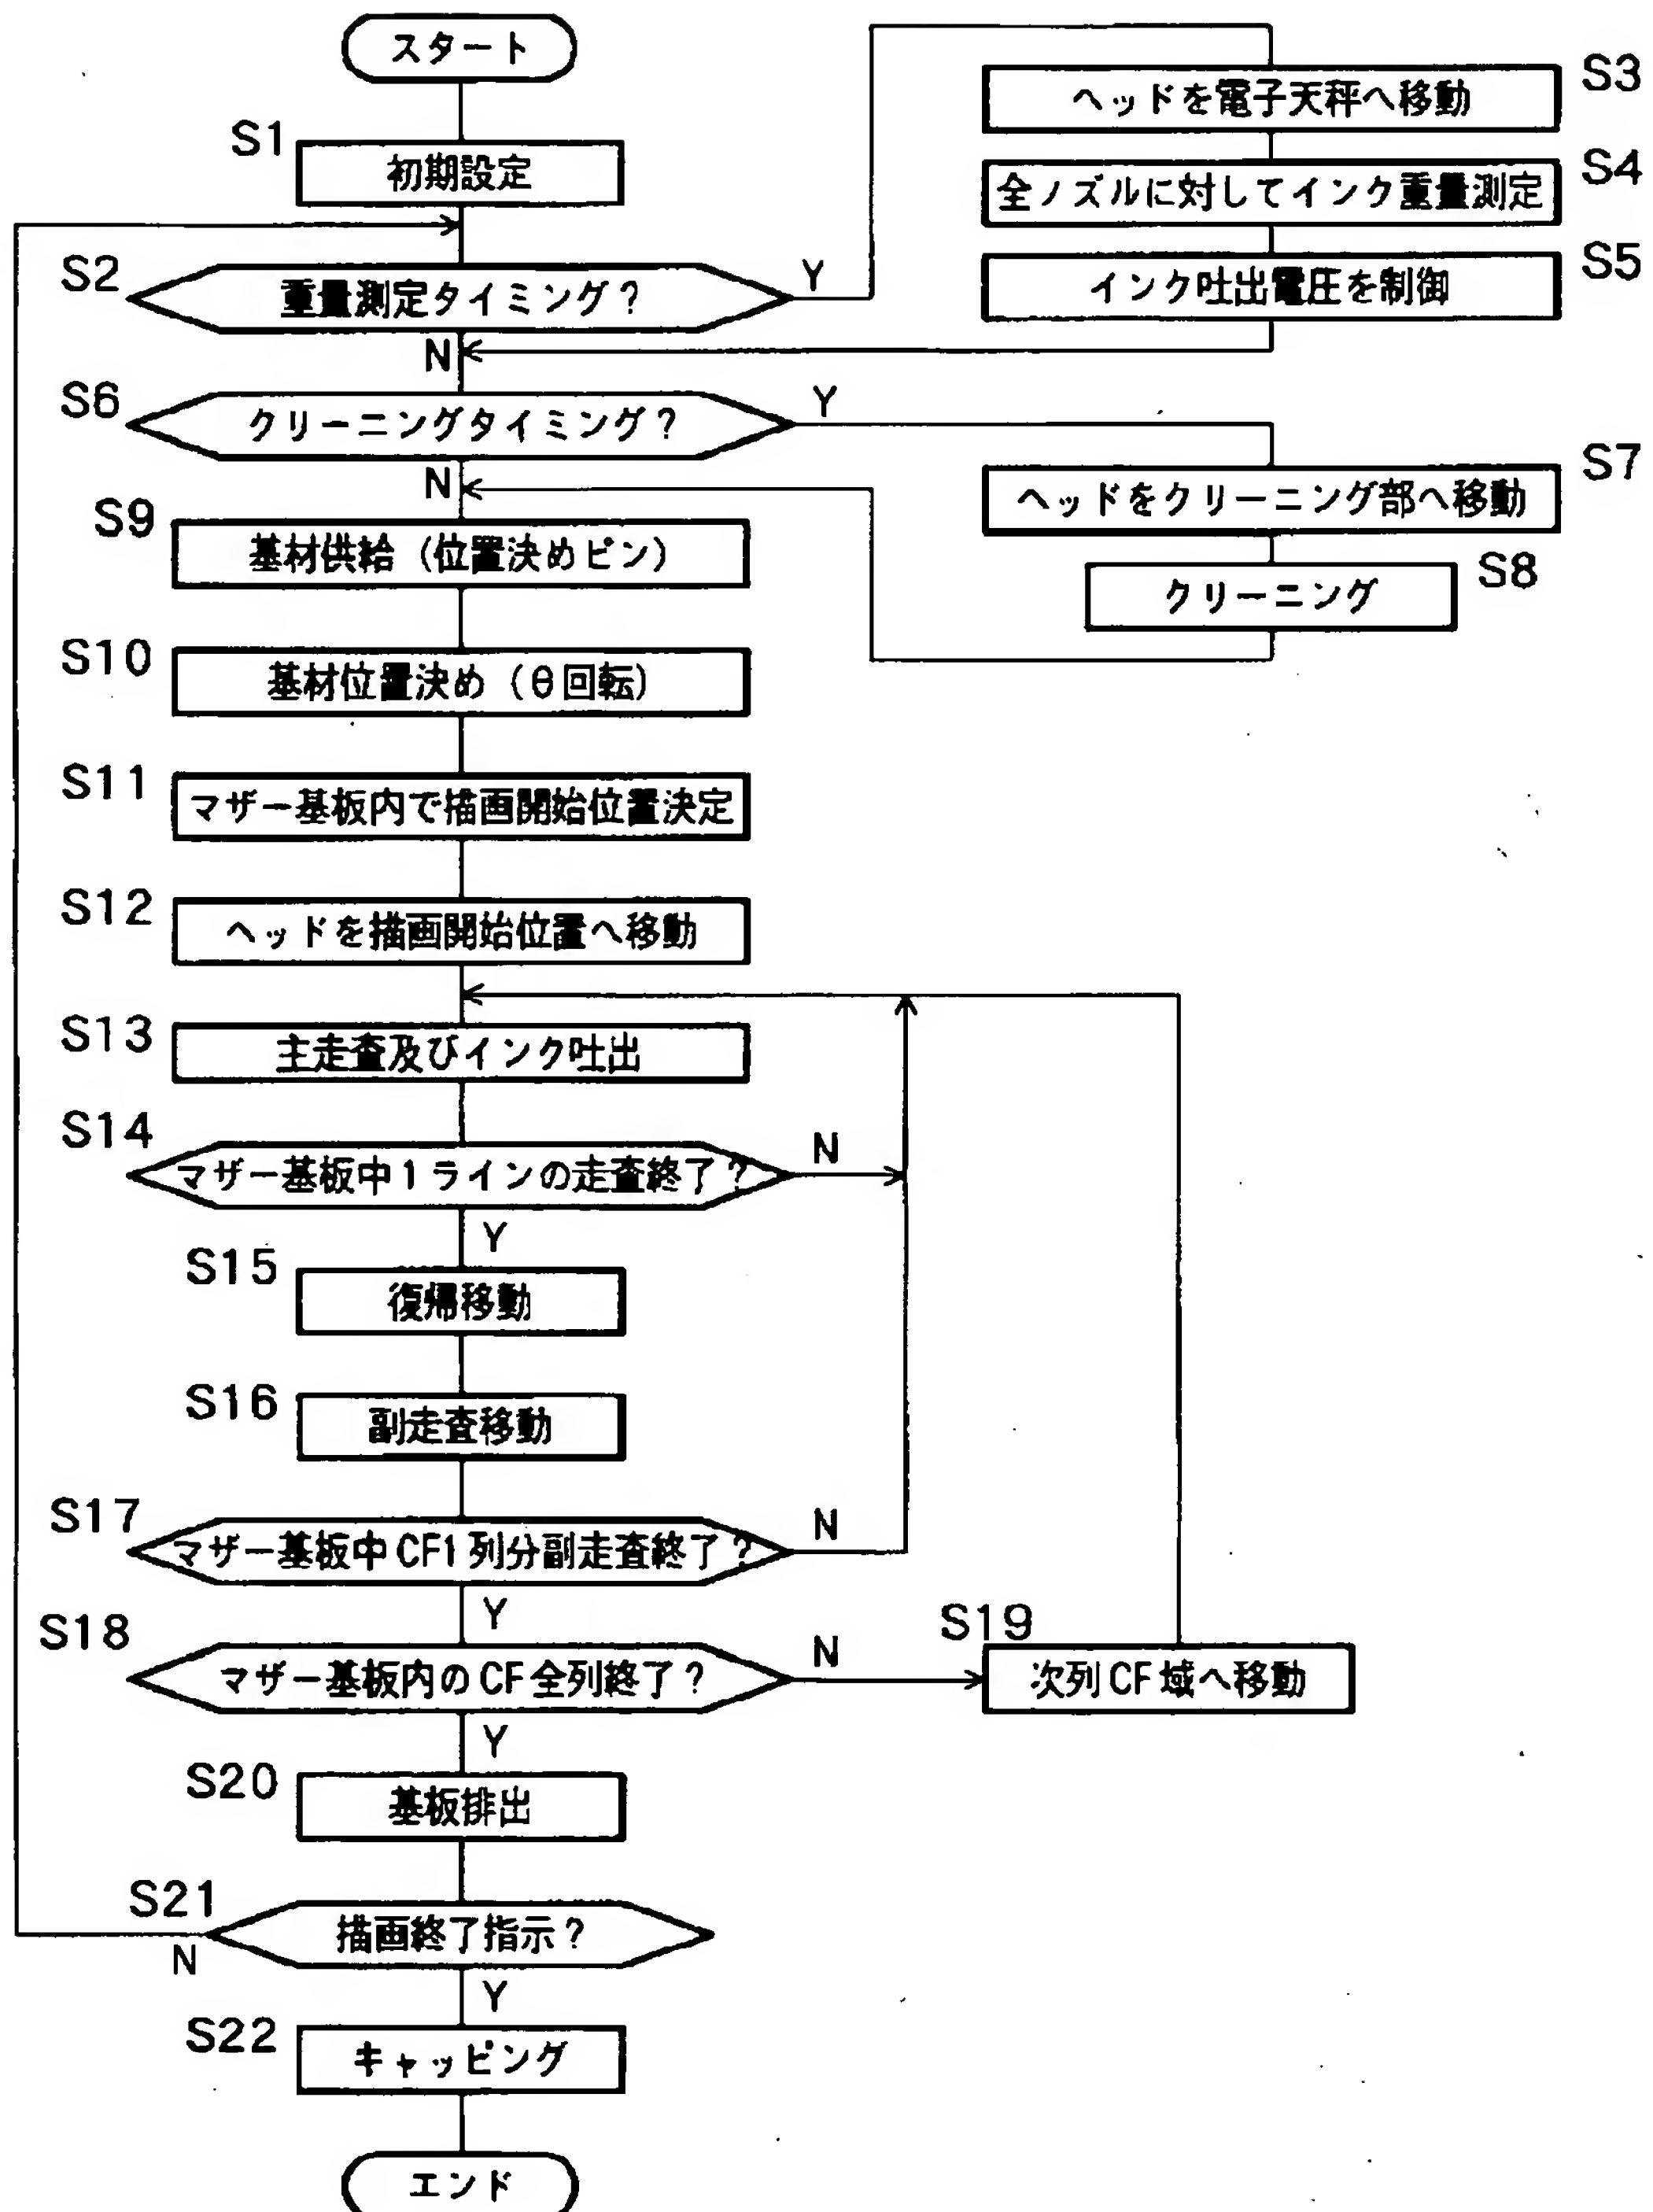 スタート
S1
初期設定
S2
重量測定タイミング?
Y
N
S3
ヘッドを電子天秤へ移動
S4
全ノズルに対してインク重量測定
S5
インク吐出電圧を制御
S6
クリーニングタイミング?
Y
N
S7
ヘッドをクリーニング部へ移動
S8
クリーニング
S9
基材供給(位置決めピン)
S10
基材位置決め(θ回転)
S11
マザー基板内で描画開始位置決定
S12
ヘッドを描画開始位置へ移動
S13
主走査及びインク吐出
S14
マザー基板中1ラインの走査終了?
N
Y
S15
復帰移動
S16
副走査移動
S17
マザー基板中CF1列分副走査終了?
N
Y
S18
マザー基板内のCF全列終了?
N
Y
S19
次列CF域へ移動
S20
基板排出
S21
描画終了指示?
N
Y
S22
キャッピング
エンド